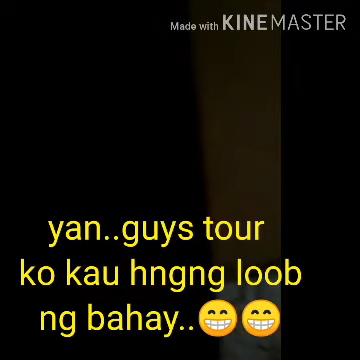 Made with KINEMASTER
yan..guys tour
ko kau hngng loob
ng bahay..😁😁